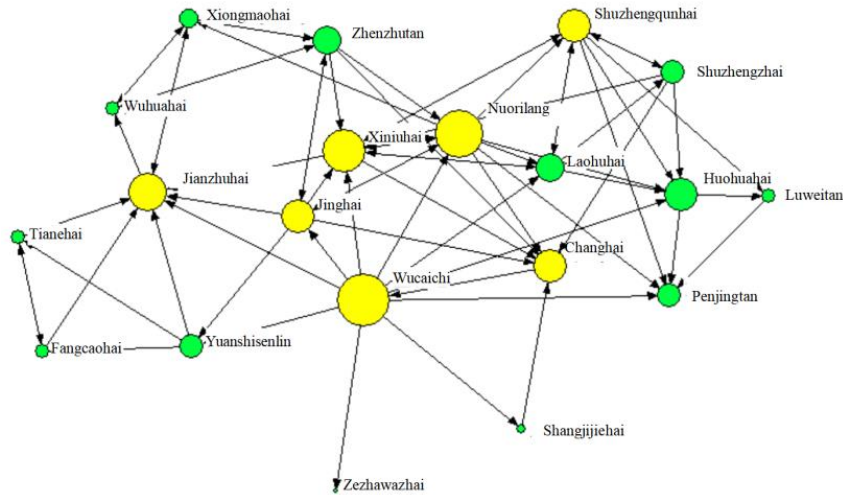 Xiongmaohai
Shuzhengqunhai
Zhenzhutan
Shuzhengzhai
Wuhuahai
Nuorilang
Xiniuhai
Laohuhai
Jianzhuhai
Huohuahai
Luweitan
Jinghai
Tianehai
Changhai
Wucaichi
Penjingtan
Yuanshisenlin
Fangcaohai
Shangjijiehai
Zezhawazhai